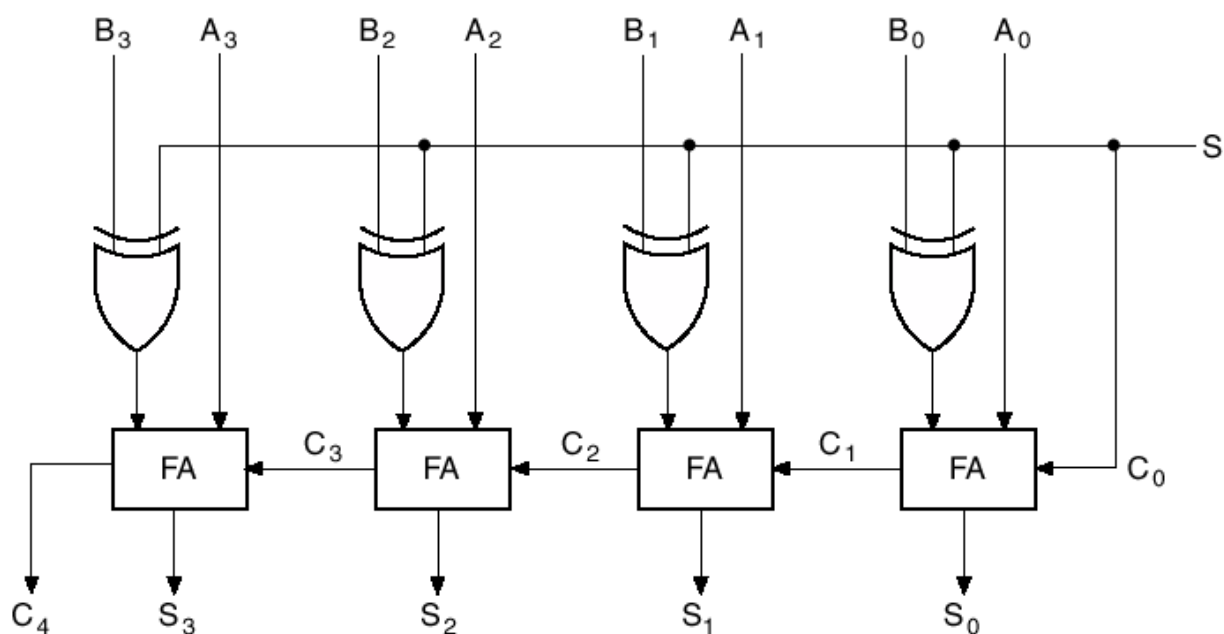 B₃ A₃ B₂ A₂ B₁ A₁ B₀ A₀
S
FA C₃ FA C₂ FA C₁ FA C₀
C₄ S₃ S₂ S₁ S₀